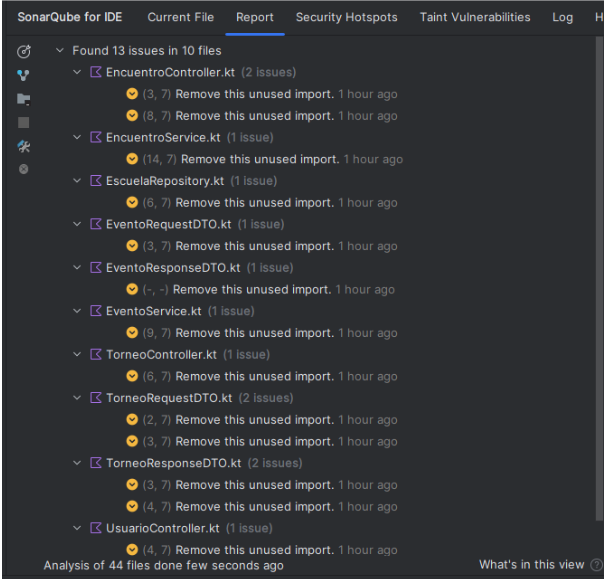 SonarQube for IDE Current File Report Security Hotspots Taint Vulnerabilities Log H
Found 13 issues in 10 files
EncuentroController.kt (2 issues)
(3, 7) Remove this unused import. 1 hour ago
(8, 7) Remove this unused import. 1 hour ago
EncuentroService.kt (1 issue)
(14, 7) Remove this unused import. 1 hour ago
EscuelaRepository.kt (1 issue)
(6, 7) Remove this unused import. 1 hour ago
EventoRequestDTO.kt (1 issue)
(3, 7) Remove this unused import. 1 hour ago
EventoResponseDTO.kt (1 issue)
(-, -) Remove this unused import. 1 hour ago
EventoService.kt (1 issue)
(9, 7) Remove this unused import. 1 hour ago
TorneoController.kt (1 issue)
(6, 7) Remove this unused import. 1 hour ago
TorneoRequestDTO.kt (2 issues)
(2, 7) Remove this unused import. 1 hour ago
(3, 7) Remove this unused import. 1 hour ago
TorneoResponseDTO.kt (2 issues)
(3, 7) Remove this unused import. 1 hour ago
(4, 7) Remove this unused import. 1 hour ago
UsuarioController.kt (1 issue)
(4, 7) Remove this unused import. 1 hour ago
Analysis of 44 files done few seconds ago What's in this view ?